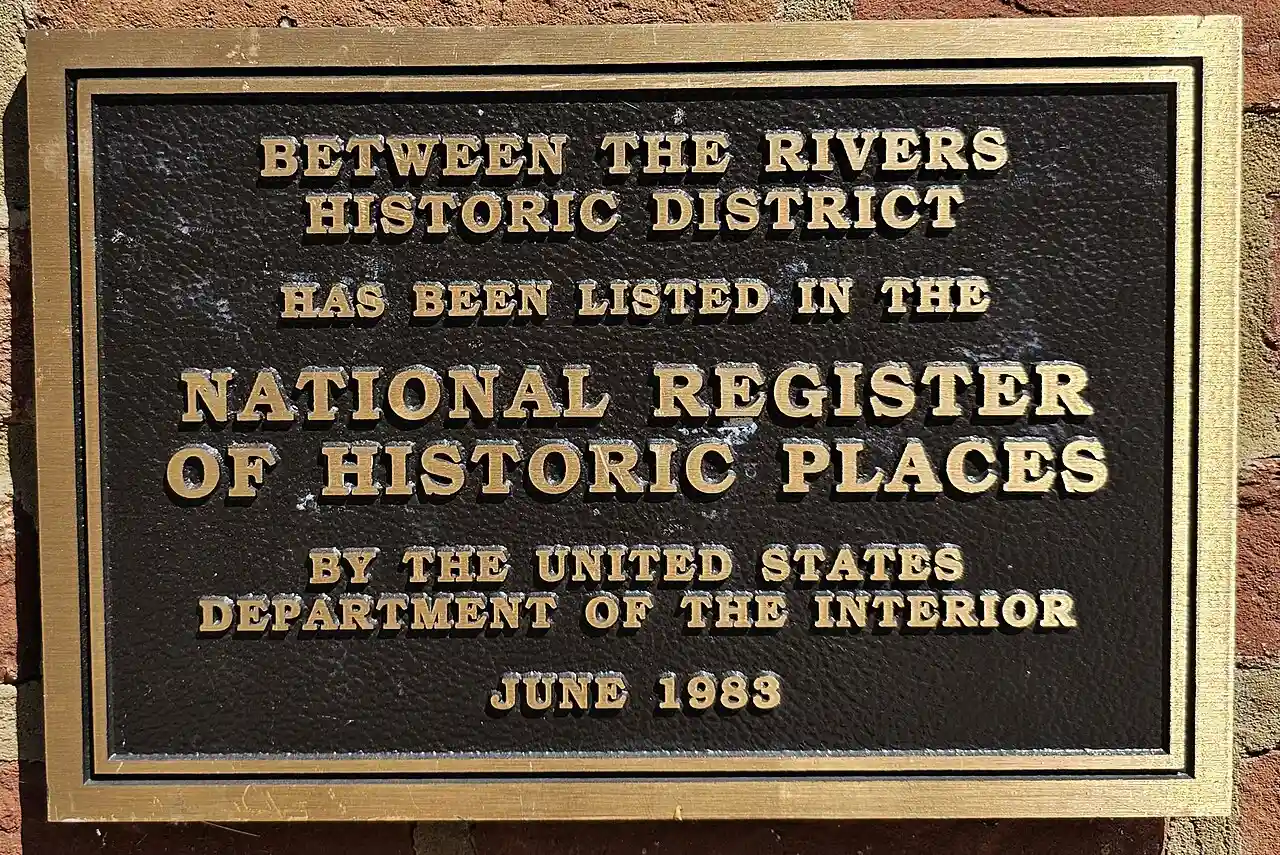 BETWEEN THE RIVERS
HISTORIC DISTRICT
HAS BEEN LISTED IN THE
NATIONAL REGISTER
OF HISTORIC PLACES
BY THE UNITED STATES
DEPARTMENT OF THE INTERIOR
JUNE 1983